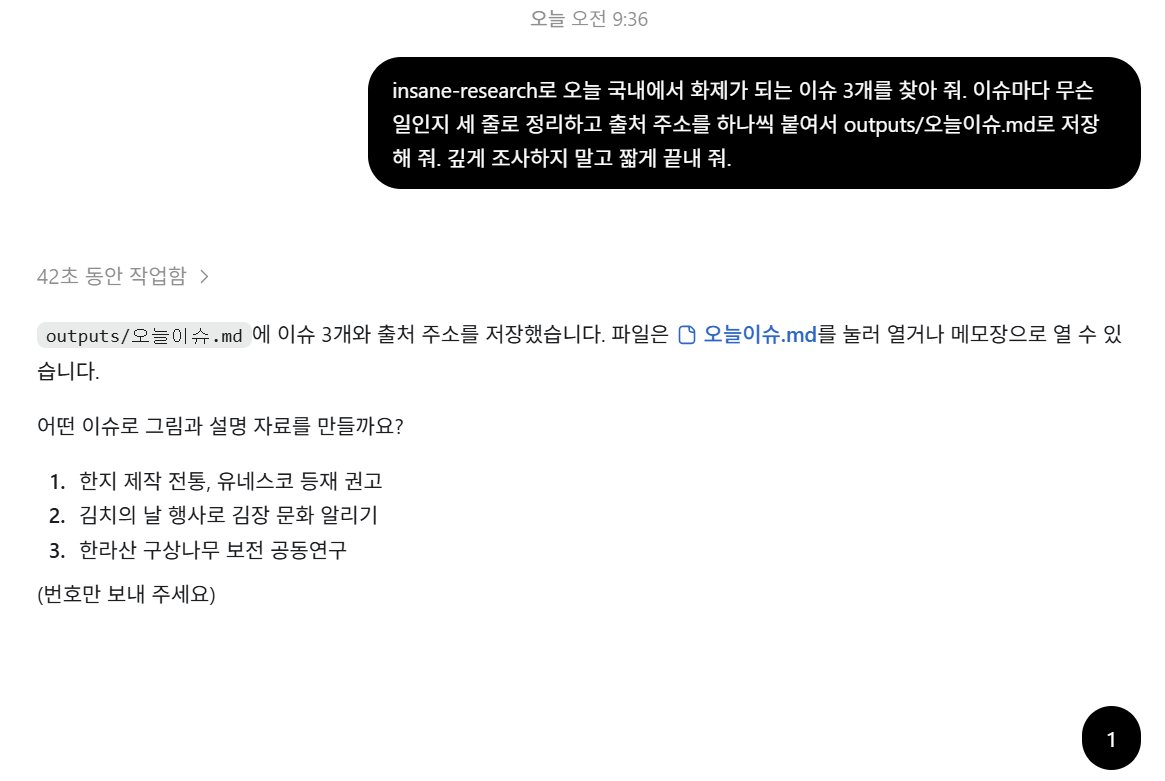 오늘 오전 9:36
insane-research로 오늘 국내에서 화제가 되는 이슈 3개를 찾아 줘. 이슈마다 무슨
일인지 세 줄로 정리하고 출처 주소를 하나씩 붙여서 outputs/오늘이슈.md로 저장
해 줘. 깊게 조사하지 말고 짧게 끝내 줘.
42초 동안 작업함 >
outputs/오늘이슈.md에 이슈 3개와 출처 주소를 저장했습니다. 파일은 오늘이슈.md를 눌러 열거나 메모장으로 열 수 있
습니다.
어떤 이슈로 그림과 설명 자료를 만들까요?
1. 한지 제작 전통, 유네스코 등재 권고
2. 김치의 날 행사로 김장 문화 알리기
3. 한라산 구상나무 보전 공동연구
(번호만 보내 주세요)
1